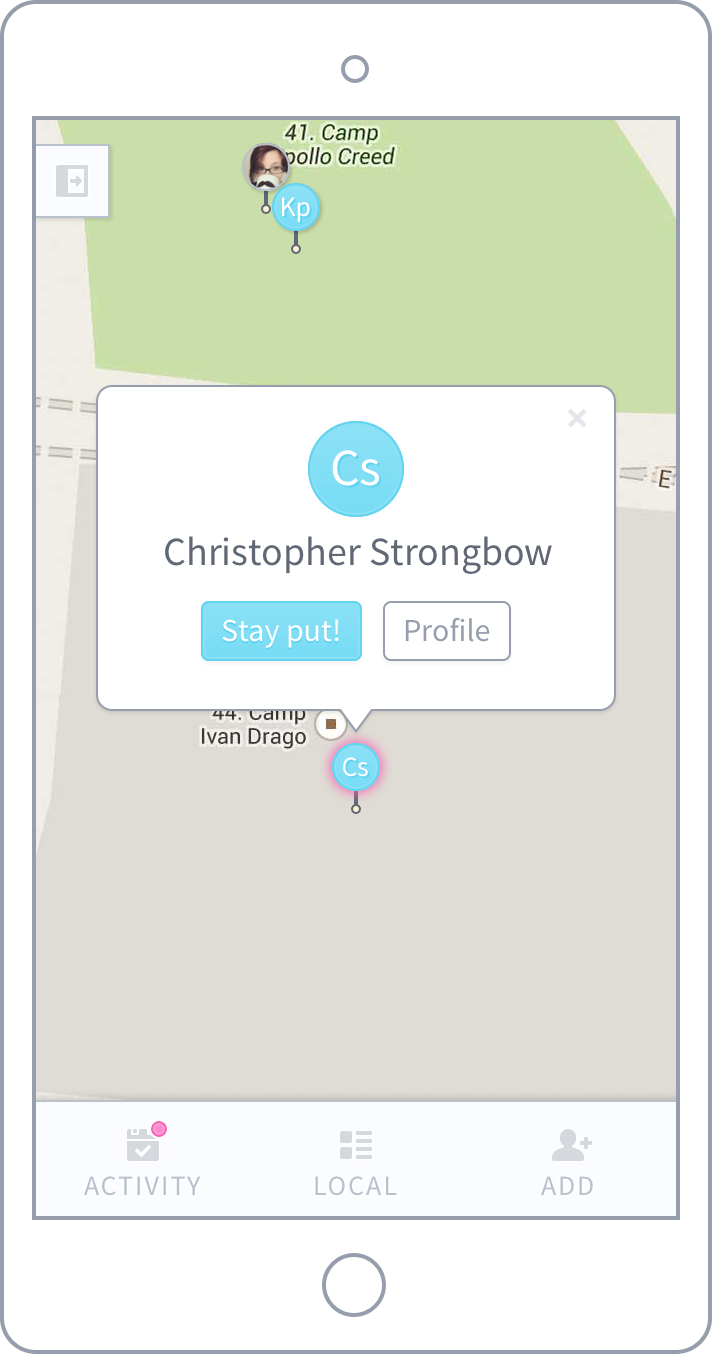 41. Camp
pollo Creed
Kp
Cs
Christopher Strongbow
Stay put!
Profile
E
44. Camp
Ivan Drago
Cs
ACTIVITY
LOCAL
ADD